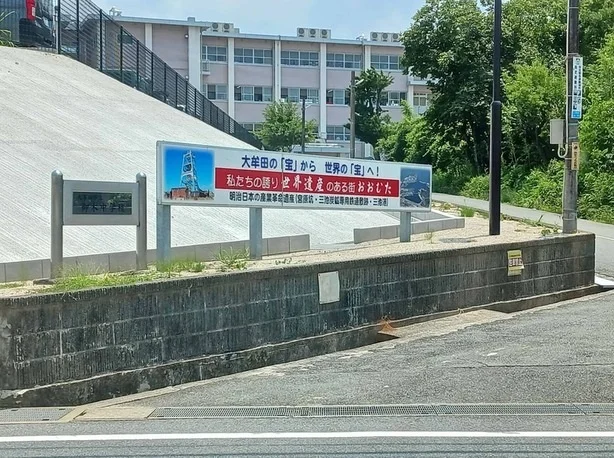 大牟田の「宝」から 世界の「宝」へ!
私たちの誇り 世界遺産のある街 おおむた
明治日本の産業革命遺産(宮原坑・三池炭鉱専用鉄道敷跡・三池港)